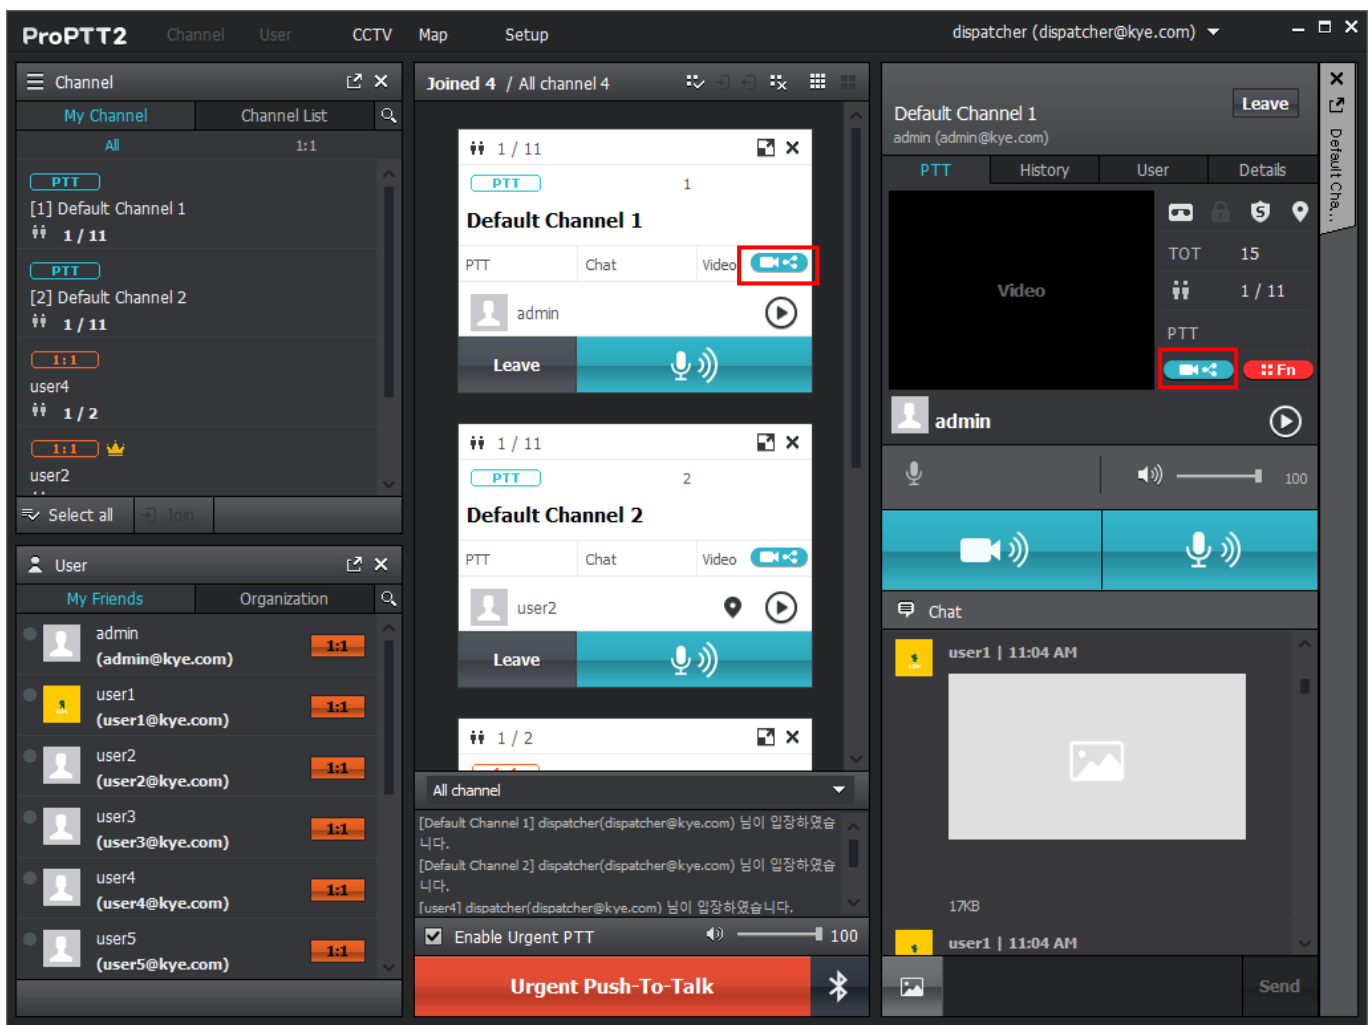 ProPTT2 Channel User CCTV Map Setup dispatcher (dispatcher@kye.com)
Channel
My Channel Channel List
All 1:1
PTT
[1] Default Channel 1
1 / 11
PTT
[2] Default Channel 2
1 / 11
1:1
user4
1 / 2
1:1
user2
Select all Join
User
My Friends Organization
admin
(admin@kye.com) 1:1
user1
(user1@kye.com) 1:1
user2
(user2@kye.com) 1:1
user3
(user3@kye.com) 1:1
user4
(user4@kye.com) 1:1
user5
(user5@kye.com) 1:1
Joined 4 / All channel 4
1 / 11
PTT 1
Default Channel 1
PTT Chat Video
admin
Leave
1 / 11
PTT 2
Default Channel 2
PTT Chat Video
user2
Leave
1 / 2
All channel
[Default Channel 1] dispatcher(dispatcher@kye.com) 님이 입장하였습
니다.
[Default Channel 2] dispatcher(dispatcher@kye.com) 님이 입장하였습
니다.
[user4] dispatcher(dispatcher@kye.com) 님이 입장하였습니다.
Enable Urgent PTT 100
Urgent Push-To-Talk
Default Channel 1 Leave
admin (admin@kye.com)
PTT History User Details
Video
TOT 15
1 / 11
PTT
Fn
admin
100
Chat
user1 | 11:04 AM
17KB
user1 | 11:04 AM
Send
Default Cha...